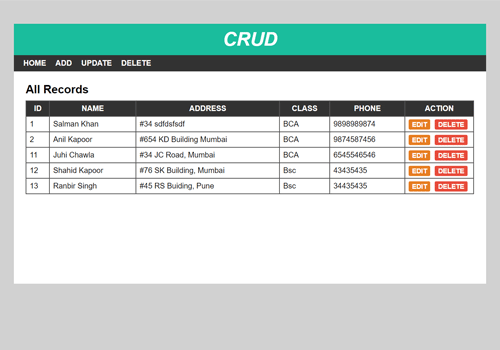 CRUD
HOME ADD UPDATE DELETE
All Records
ID NAME ADDRESS CLASS PHONE ACTION
1 Salman Khan #34 sdfdsfsdf BCA 9898989874 EDIT DELETE
2 Anil Kapoor #654 KD Building Mumbai BCA 9874587456 EDIT DELETE
11 Juhi Chawla #34 JC Road, Mumbai BCA 6545546546 EDIT DELETE
12 Shahid Kapoor #76 SK Building, Mumbai Bsc 43435435 EDIT DELETE
13 Ranbir Singh #45 RS Buiding, Pune Bsc 34435435 EDIT DELETE